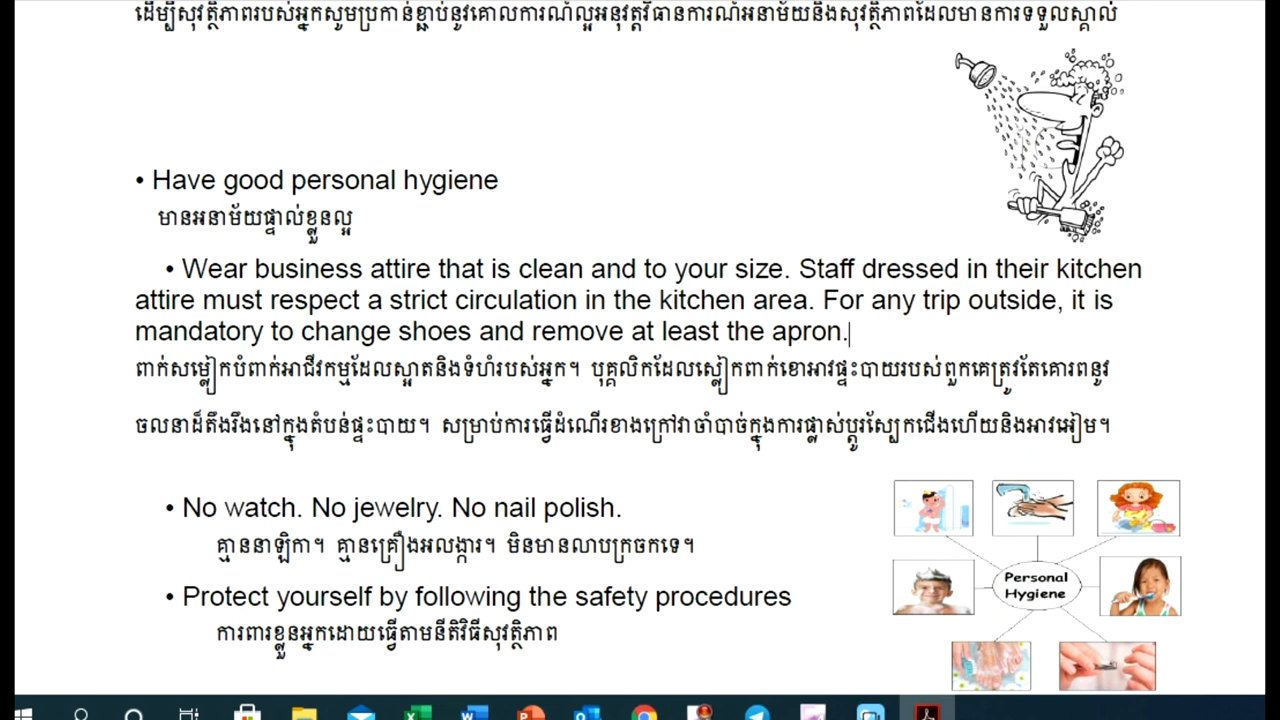 ដើម្បីសុវត្ថិភាពរបស់អ្នកសូមប្រកាន់ខ្ជាប់នូវគោលការណ៍ល្អអនុវត្តវិធានការណ៍អនាម័យនិងសុវត្ថិភាពដែលមានការទទួលស្គាល់
• Have good personal hygiene
មានអនាម័យផ្ទាល់ខ្លួនល្អ
• Wear business attire that is clean and to your size. Staff dressed in their kitchen
attire must respect a strict circulation in the kitchen area. For any trip outside, it is
mandatory to change shoes and remove at least the apron.
ពាក់សម្លៀកបំពាក់អាជីវកម្មដែលស្អាតនិងទំហំរបស់អ្នក។ បុគ្គលិកដែលស្លៀកពាក់ខោអាវផ្ទះបាយរបស់ពួកគេត្រូវតែគោរពនូវ
ចលនាដ៏តឹងរឹងនៅក្នុងតំបន់ផ្ទះបាយ។ សម្រាប់ការធ្វើដំណើរខាងក្រៅវាចាំបាច់ក្នុងការផ្លាស់ប្តូរស្បែកជើងហើយនិងអាវអៀម។
• No watch. No jewelry. No nail polish.
គ្មាននាឡិកា។ គ្មានគ្រឿងអលង្ការ។ មិនមានលាបក្រចកទេ។
• Protect yourself by following the safety procedures
ការពារខ្លួនអ្នកដោយធ្វើតាមនីតិវិធីសុវត្ថិភាព
Personal
Hygiene